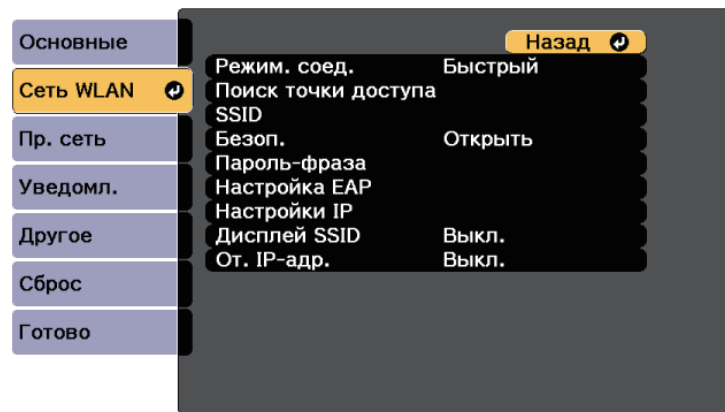 Основные
Сеть WLAN
Пр. сеть
Уведомл.
Другое
Сброс
Готово
Назад
Режим. соед. Быстрый
Поиск точки доступа
SSID
Безоп. Открыть
Пароль-фраза
Настройка EAP
Настройки IP
Дисплей SSID Выкл.
От. IP-адр. Выкл.